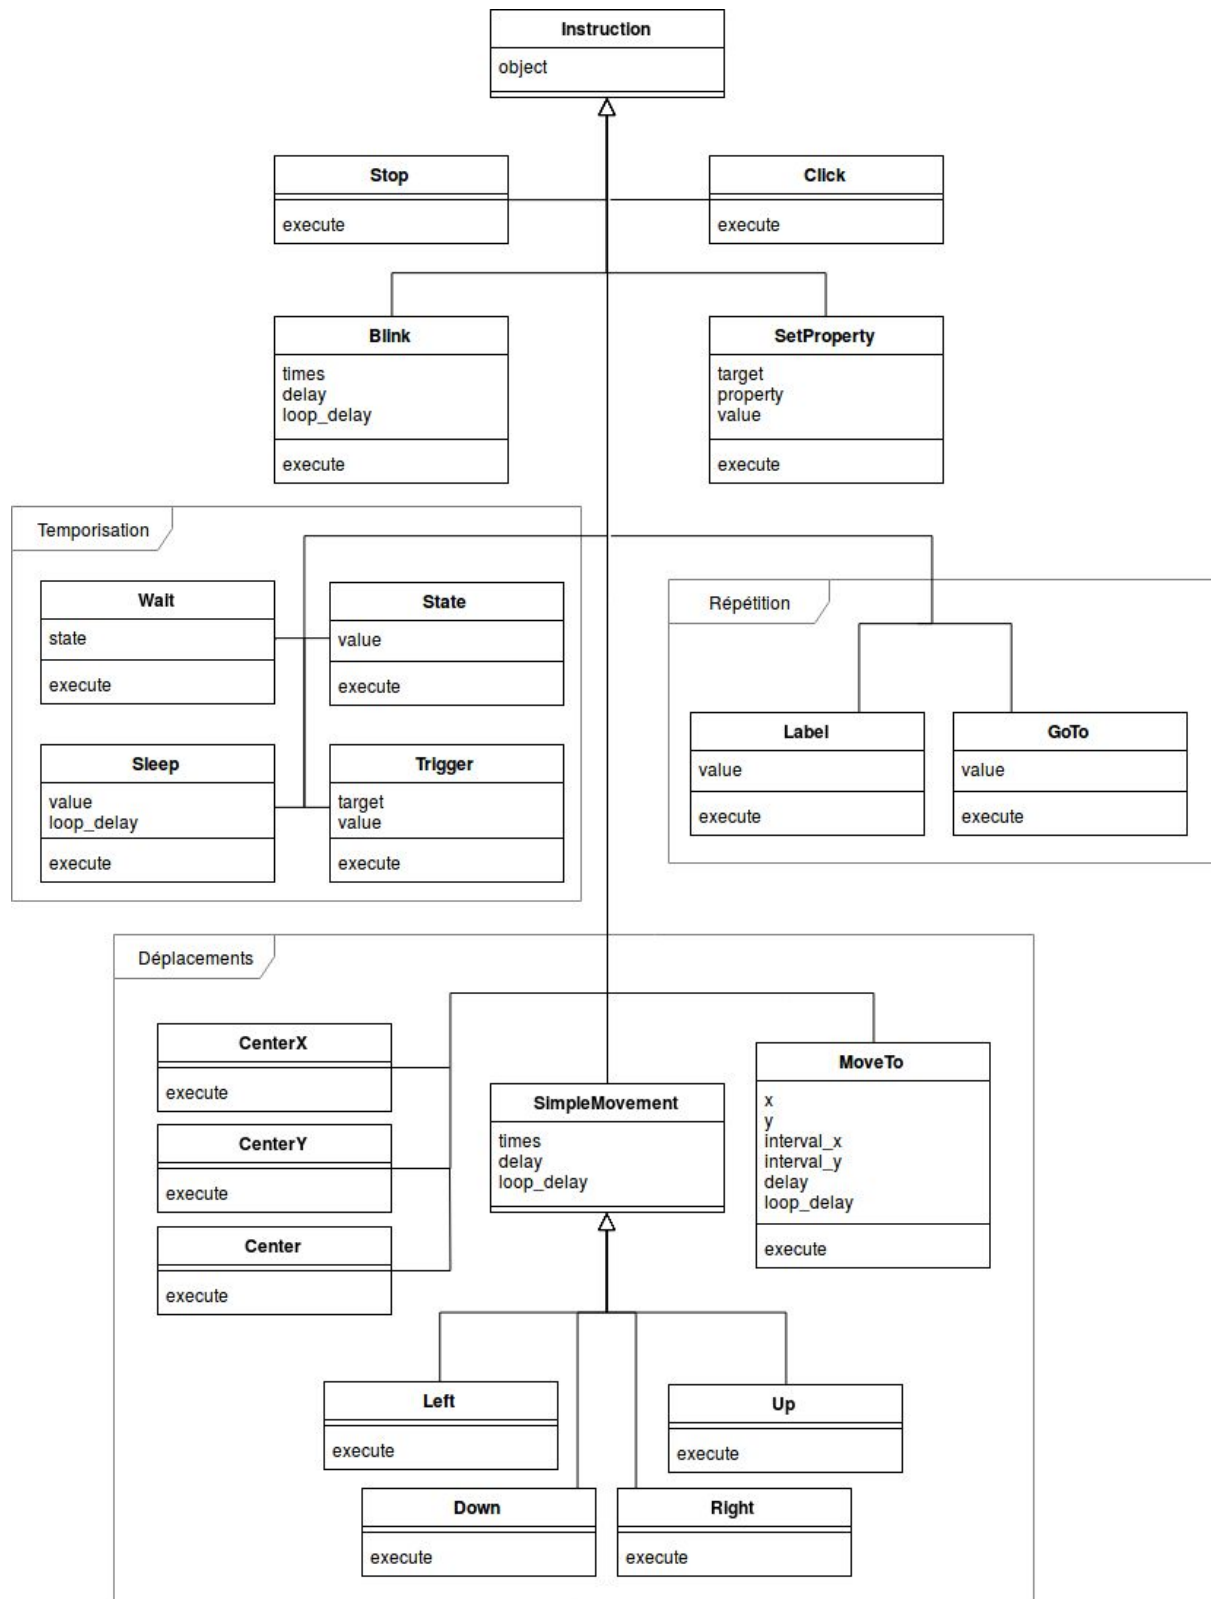 Instruction
object
Stop
execute
Click
execute
Blink
times
delay
loop_delay
execute
SetProperty
target
property
value
execute
Temporisation
Wait
state
execute
State
value
execute
Sleep
value
loop_delay
execute
Trigger
target
value
execute
Répétition
Label
value
execute
GoTo
value
execute
Déplacements
CenterX
execute
CenterY
execute
Center
execute
SimpleMovement
times
delay
loop_delay
MoveTo
x
y
interval_x
interval_y
delay
loop_delay
execute
Left
execute
Up
execute
Down
execute
Right
execute